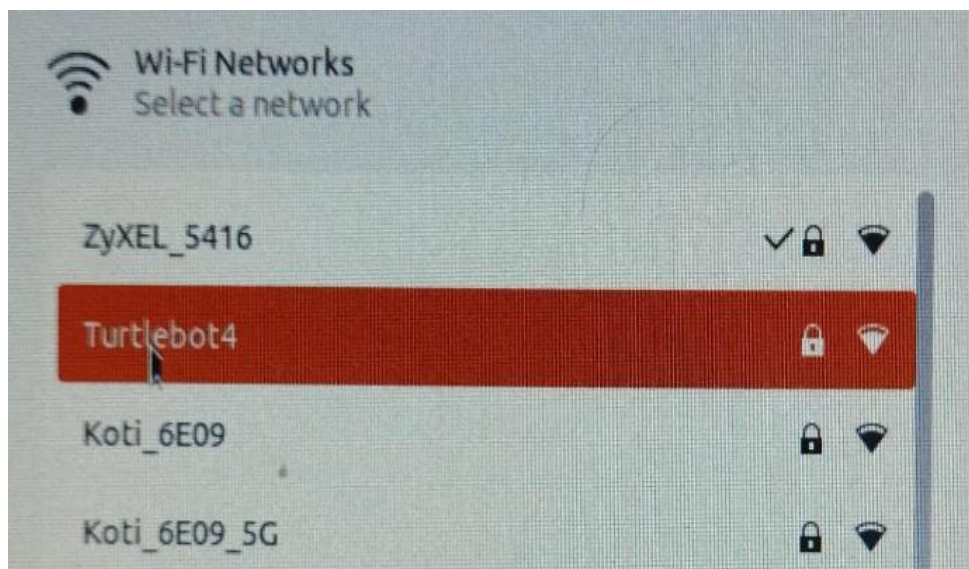 Wi-Fi Networks
Select a network
ZyXEL_5416
Turtlebot4
Koti_6E09
Koti_6E09_5G